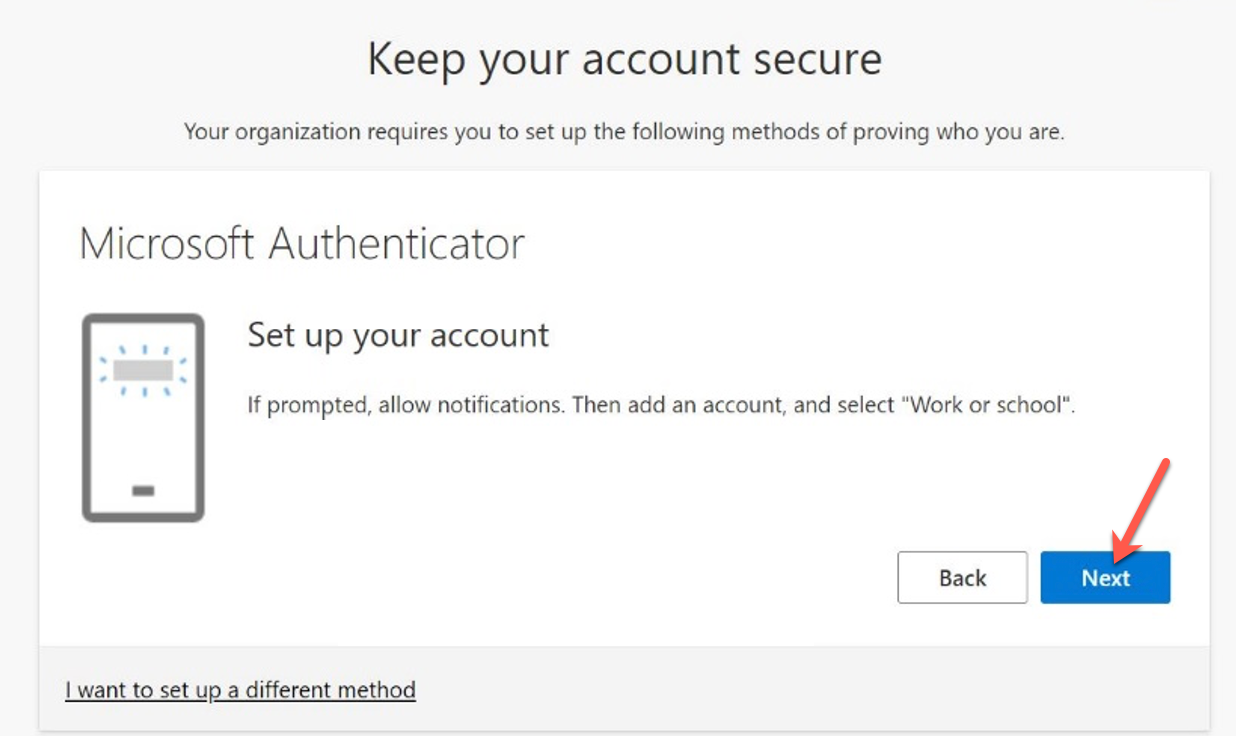 Keep your account secure
Your organization requires you to set up the following methods of proving who you are.
Microsoft Authenticator
Set up your account
If prompted, allow notifications. Then add an account, and select "Work or school".
Back
Next
I want to set up a different method